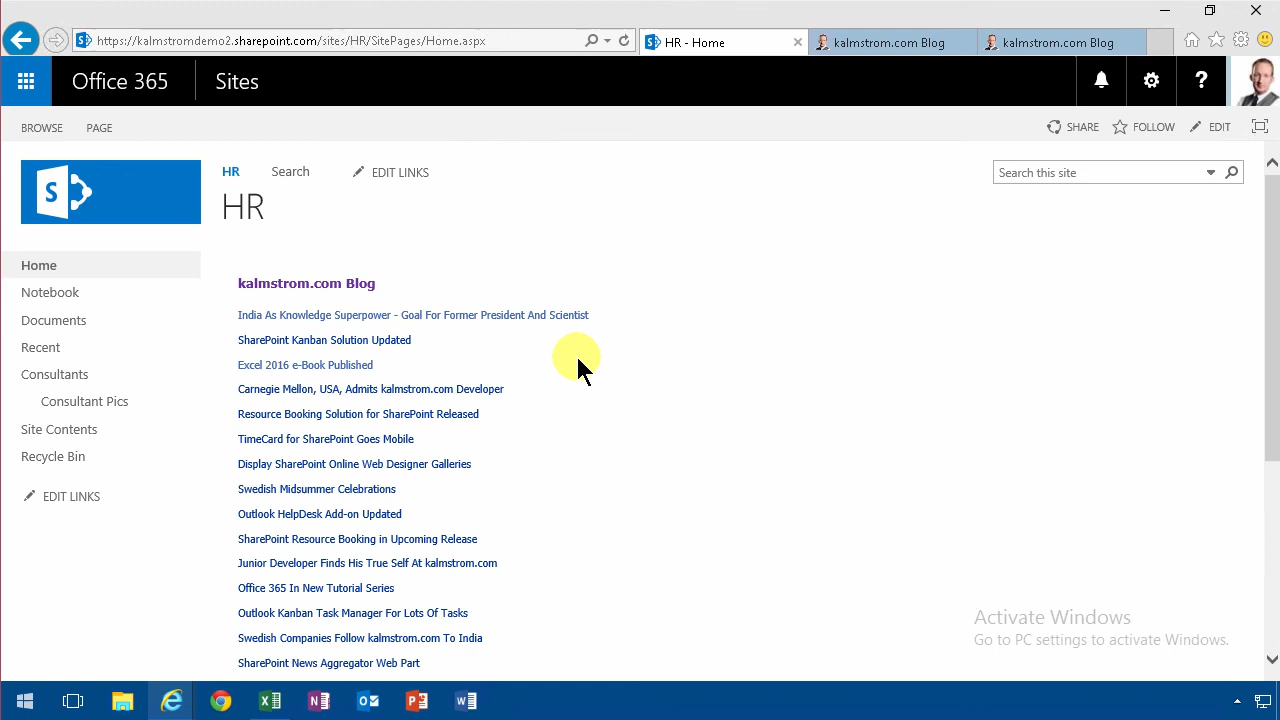 https://kalmstromdemo2.sharepoint.com/sites/HR/SitePages/Home.aspx
HR - Home
kalmstrom.com Blog
kalmstrom.com Blog
Office 365
Sites
BROWSE
PAGE
SHARE
FOLLOW
EDIT
S
HR
Search
EDIT LINKS
Search this site
HR
Home
Notebook
Documents
Recent
Consultants
Consultant Pics
Site Contents
Recycle Bin
EDIT LINKS
kalmstrom.com Blog
India As Knowledge Superpower - Goal For Former President And Scientist
SharePoint Kanban Solution Updated
Excel 2016 e-Book Published
Carnegie Mellon, USA, Admits kalmstrom.com Developer
Resource Booking Solution for SharePoint Released
TimeCard for SharePoint Goes Mobile
Display SharePoint Online Web Designer Galleries
Swedish Midsummer Celebrations
Outlook HelpDesk Add-on Updated
SharePoint Resource Booking in Upcoming Release
Junior Developer Finds His True Self At kalmstrom.com
Office 365 In New Tutorial Series
Outlook Kanban Task Manager For Lots Of Tasks
Swedish Companies Follow kalmstrom.com To India
SharePoint News Aggregator Web Part
Activate Windows
Go to PC settings to activate Windows.